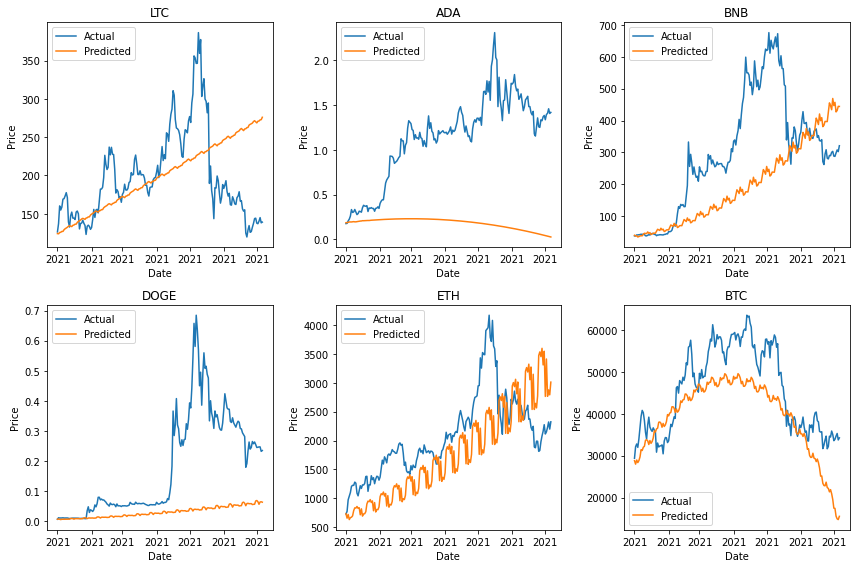 LTC
Actual
Predicted
Price
350
300
250
200
150
2021 2021 2021 2021 2021 2021 2021
Date
ADA
Actual
Predicted
Price
2.0
1.5
1.0
0.5
0.0
2021 2021 2021 2021 2021 2021 2021
Date
BNB
Actual
Predicted
Price
700
600
500
400
300
200
100
2021 2021 2021 2021 2021 2021 2021
Date
DOGE
Actual
Predicted
Price
0.7
0.6
0.5
0.4
0.3
0.2
0.1
0.0
2021 2021 2021 2021 2021 2021 2021
Date
ETH
Actual
Predicted
Price
4000
3500
3000
2500
2000
1500
1000
500
2021 2021 2021 2021 2021 2021 2021
Date
BTC
Price
60000
50000
40000
30000
20000
Actual
Predicted
2021 2021 2021 2021 2021 2021 2021
Date